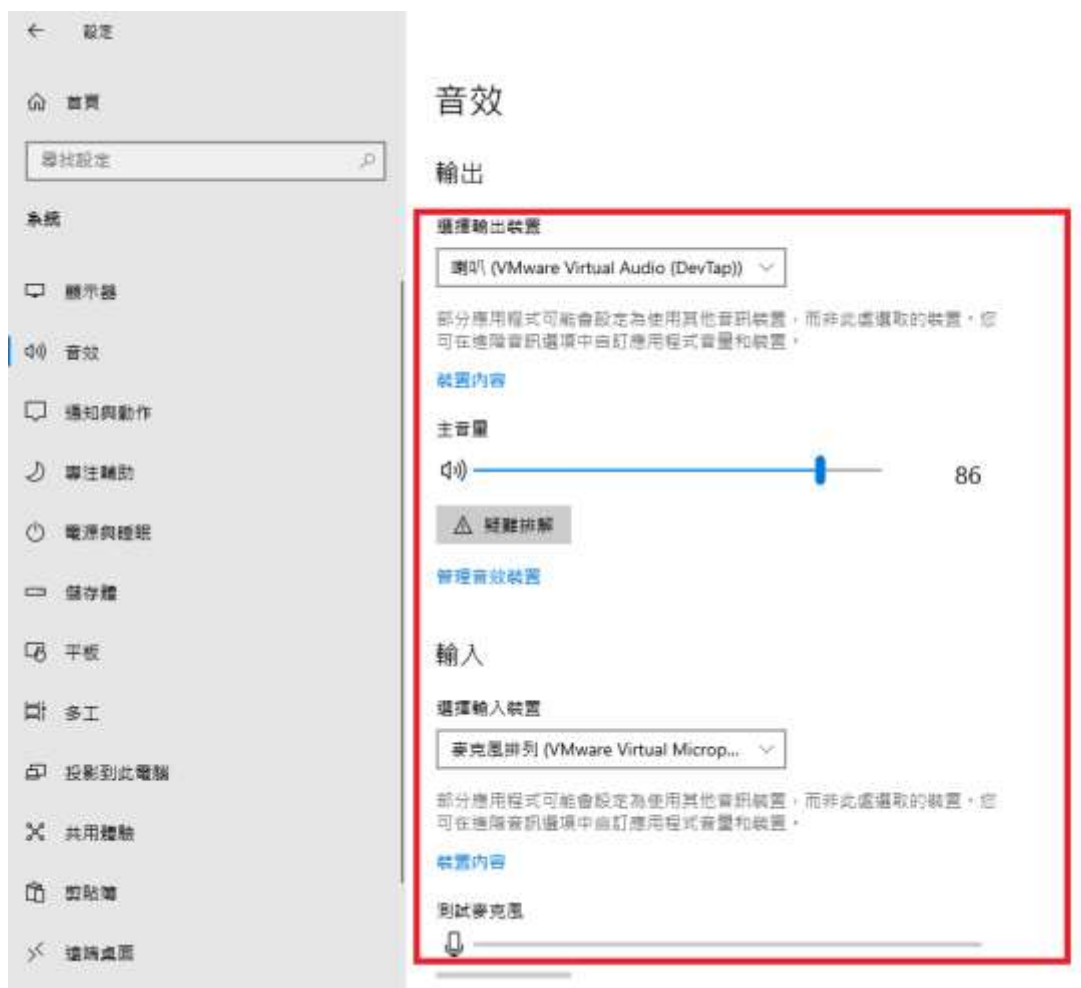 設定
首頁
尋找設定
系統
顯示器
音效
通知與動作
專注輔助
電源與睡眠
儲存體
平板
多工
投影到此電腦
共用體驗
剪貼簿
遠端桌面
音效
輸出
選擇輸出裝置
喇叭 (VMware Virtual Audio (DevTap))
部分應用程式可能會設定為使用其他音訊裝置，而非此處選取的裝置。您
可在進階音訊選項中自訂應用程式音量和裝置。
裝置內容
主音量
86
疑難排解
管理音效裝置
輸入
選擇輸入裝置
麥克風排列 (VMware Virtual Microp...
部分應用程式可能會設定為使用其他音訊裝置，而非此處選取的裝置。您
可在進階音訊選項中自訂應用程式音量和裝置。
裝置內容
測試麥克風